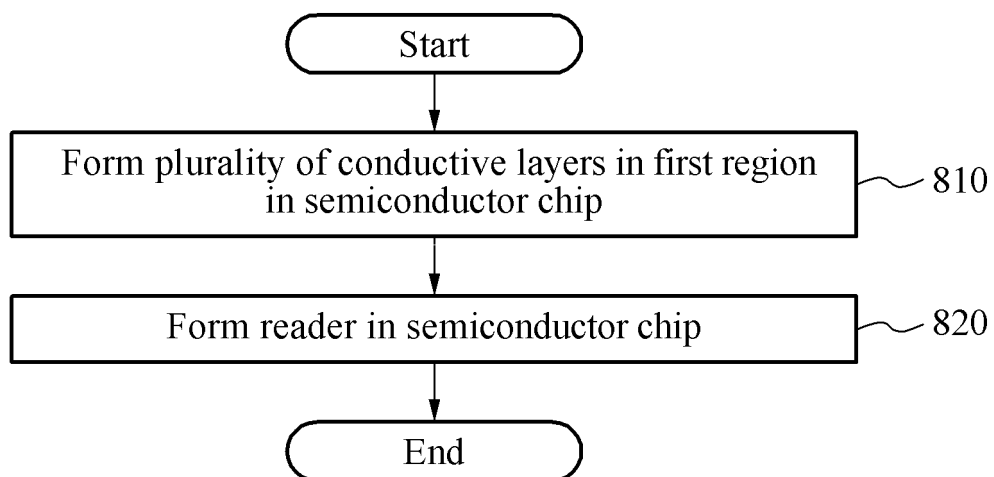 Start
Form plurality of conductive layers in first region
in semiconductor chip
810
Form reader in semiconductor chip
820
End